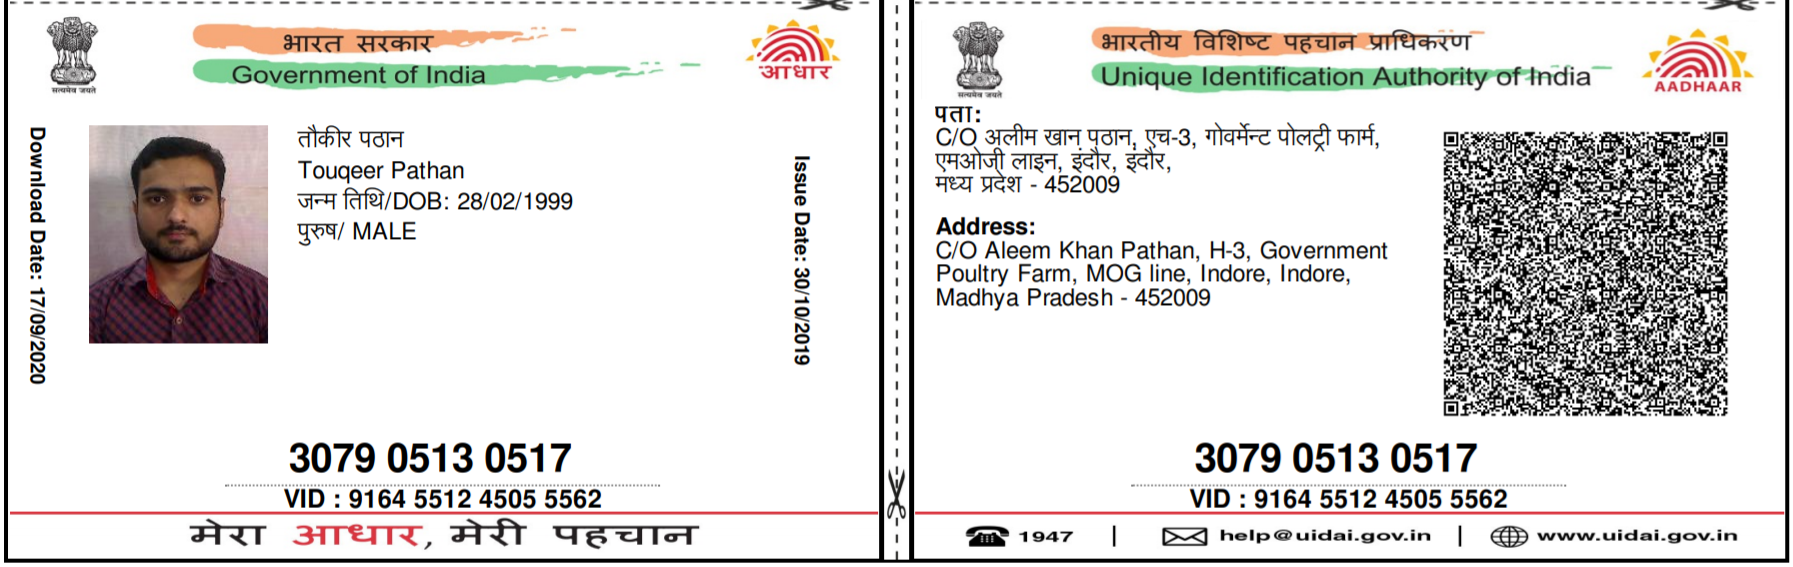 भारत सरकार
Government of India
सत्यमेव जयते
आधार
Download Date: 17/09/2020
तौकीर पठान
Touqeer Pathan
जन्म तिथि/DOB: 28/02/1999
पुरुष/ MALE
Issue Date: 30/10/2019
3079 0513 0517
VID : 9164 5512 4505 5562
मेरा आधार, मेरी पहचान
भारतीय विशिष्ट पहचान प्राधिकरण
Unique Identification Authority of India
सत्यमेव जयते
AADHAAR
पता:
C/O अलीम खान पठान, एच-3, गोवर्मेन्ट पोलट्री फार्म,
एमओजी लाइन, इंदौर, इंदौर,
मध्य प्रदेश - 452009
Address:
C/O Aleem Khan Pathan, H-3, Government
Poultry Farm, MOG line, Indore, Indore,
Madhya Pradesh - 452009
3079 0513 0517
VID : 9164 5512 4505 5562
1947 | help@uidai.gov.in | www.uidai.gov.in